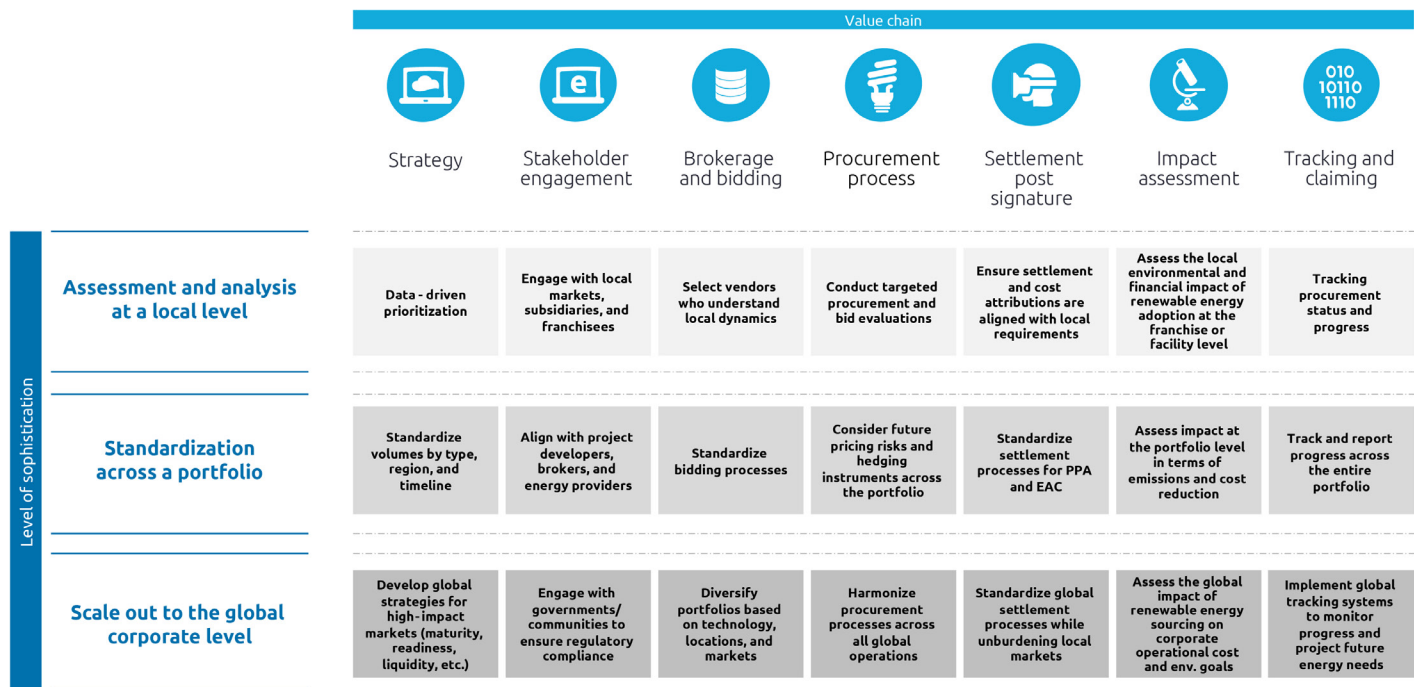 Value chain
e
010
10110
1110
Strategy
Stakeholder
engagement
Brokerage
and bidding
Procurement
process
Settlement
post
signature
Impact
assessment
Tracking and
claiming
Level of sophistication
Assessment and analysis
at a local level
Data - driven
prioritization
Engage with local
markets,
subsidiaries, and
franchisees
Select vendors
who understand
local dynamics
Conduct targeted
procurement and
bid evaluations
Ensure settlement
and cost
attributions are
aligned with local
requirements
Assess the local
environmental and
financial impact of
renewable energy
adoption at the
franchise or
facility level
Tracking
procurement
status and
progress
Standardization
across a portfolio
Standardize
volumes by type,
region, and
timeline
Align with project
developers,
brokers, and
energy providers
Standardize
bidding processes
Consider future
pricing risks and
hedging
instruments across
the portfolio
Standardize
settlement
processes for PPA
and EAC
Assess impact at
the portfolio level
in terms of
emissions and cost
reduction
Track and report
progress across
the entire
portfolio
Scale out to the global
corporate level
Develop global
strategies for
high-impact
markets (maturity,
readiness,
liquidity, etc.)
Engage with
governments/
communities to
ensure regulatory
compliance
Diversify
portfolios based
on technology,
locations, and
markets
Harmonize
procurement
processes across
all global
operations
Standardize global
settlement
processes while
unburdening local
markets
Assess the global
impact of
renewable energy
sourcing on
corporate
operational cost
and env. goals
Implement global
tracking systems
to monitor
progress and
project future
energy needs